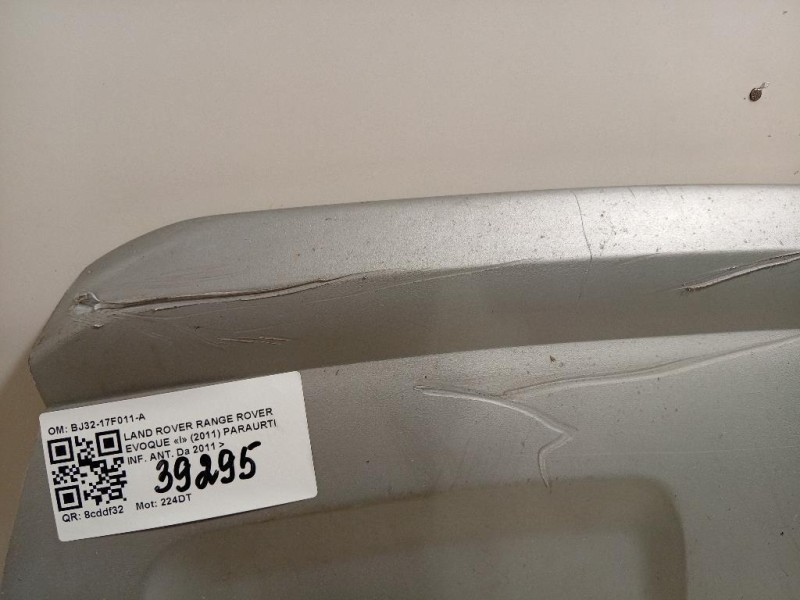 OM: BJ32-17F011-A
LAND ROVER RANGE ROVER
EVOQUE «I» (2011) PARAURTI
INF. ANT. Da 2011 >
39295
QR: 8cddf32 Mot: 224DT